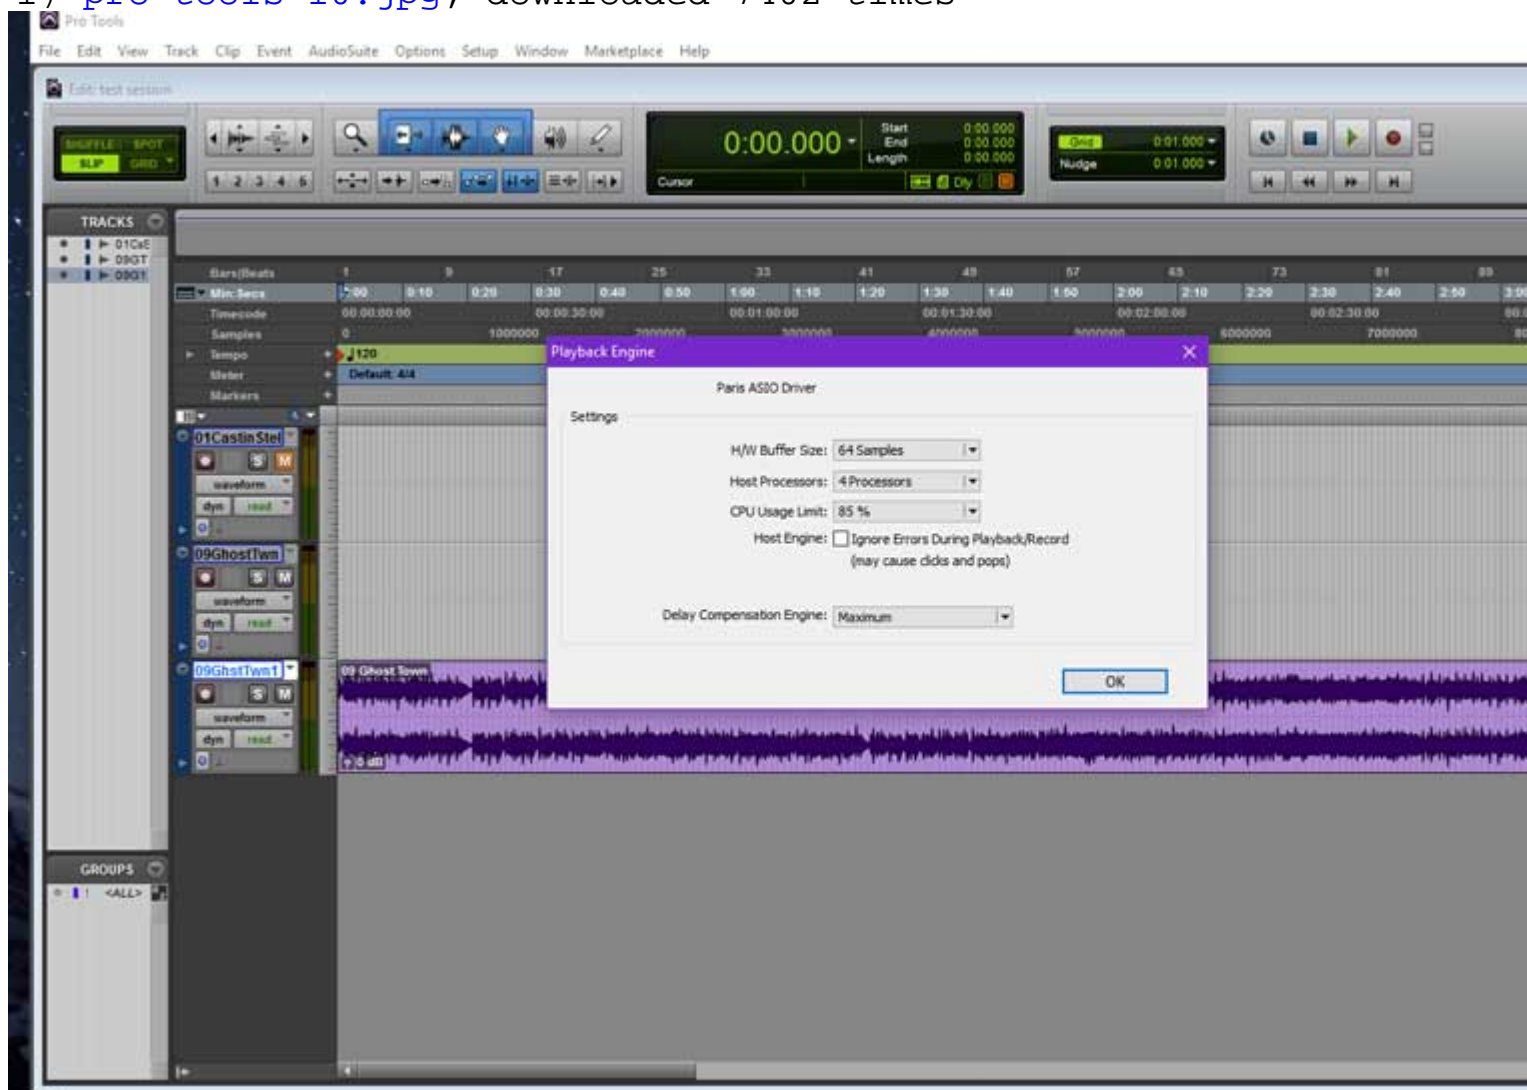 Pro Tools
File Edit View Track Clip Event AudioSuite Options Setup Window Marketplace Help
Edit: test session
SHUFFLE SPOT
SLIP GRID
1 2 3 4 5
0:00.000
Start 0:00.000
End 0:00.000
Length 0:00.000
Cursor
Dly
Grid 0:01.000
Nudge 0:01.000
TRACKS
01CsS
09GT
09GT
Bars|Beats 1 9 17 25 33 41 49 57 65 73 81 89
Min:Secs 0:00 0:10 0:20 0:30 0:40 0:50 1:00 1:10 1:20 1:30 1:40 1:50 2:00 2:10 2:20 2:30 2:40 2:50
Timecode 00:00:00:00 00:00:30:00 00:01:00:00 00:01:30:00 00:02:00:00 00:02:30:00
Samples 0 1000000 2000000 3000000 4000000 5000000 6000000 7000000
Tempo 120
Meter Default: 4/4
Markers
Playback Engine
Paris ASIO Driver
Settings
H/W Buffer Size: 64 Samples
Host Processors: 4 Processors
CPU Usage Limit: 85 %
Host Engine: Ignore Errors During Playback/Record
(may cause clicks and pops)
Delay Compensation Engine: Maximum
OK
01CastinStel
S M
waveform
dyn read
09GhostTwn
S M
waveform
dyn read
09GhstTwn1
S M
waveform
dyn read
09 Ghost Town
0 dB
GROUPS
! <ALL>